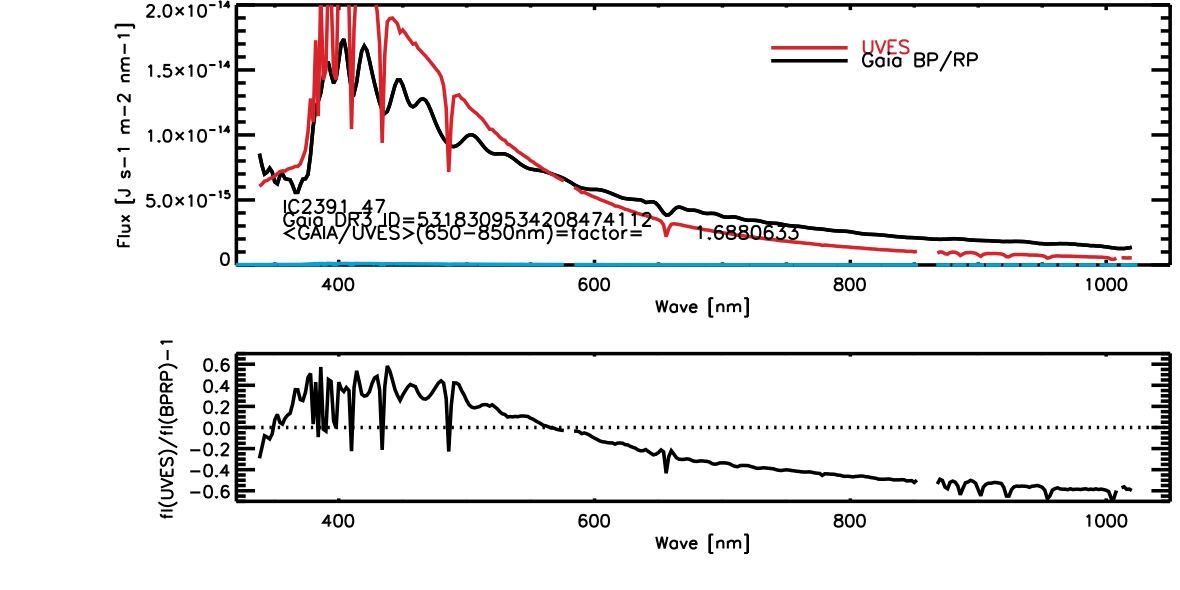 2.0×10⁻¹⁴
1.5×10⁻¹⁴
1.0×10⁻¹⁴
5.0×10⁻¹⁵
0
Flux [J s−1 m−2 nm−1]
UVES
Gaia BP/RP
IC2391_47
Gaia DR3 ID=5318309534208474112
<GAIA/UVES>(650−850nm)=factor= 1.6880633
400 600 800 1000
Wave [nm]
fl(UVES)/fl(BPRP)−1
0.6
0.4
0.2
0.0
−0.2
−0.4
−0.6
400 600 800 1000
Wave [nm]